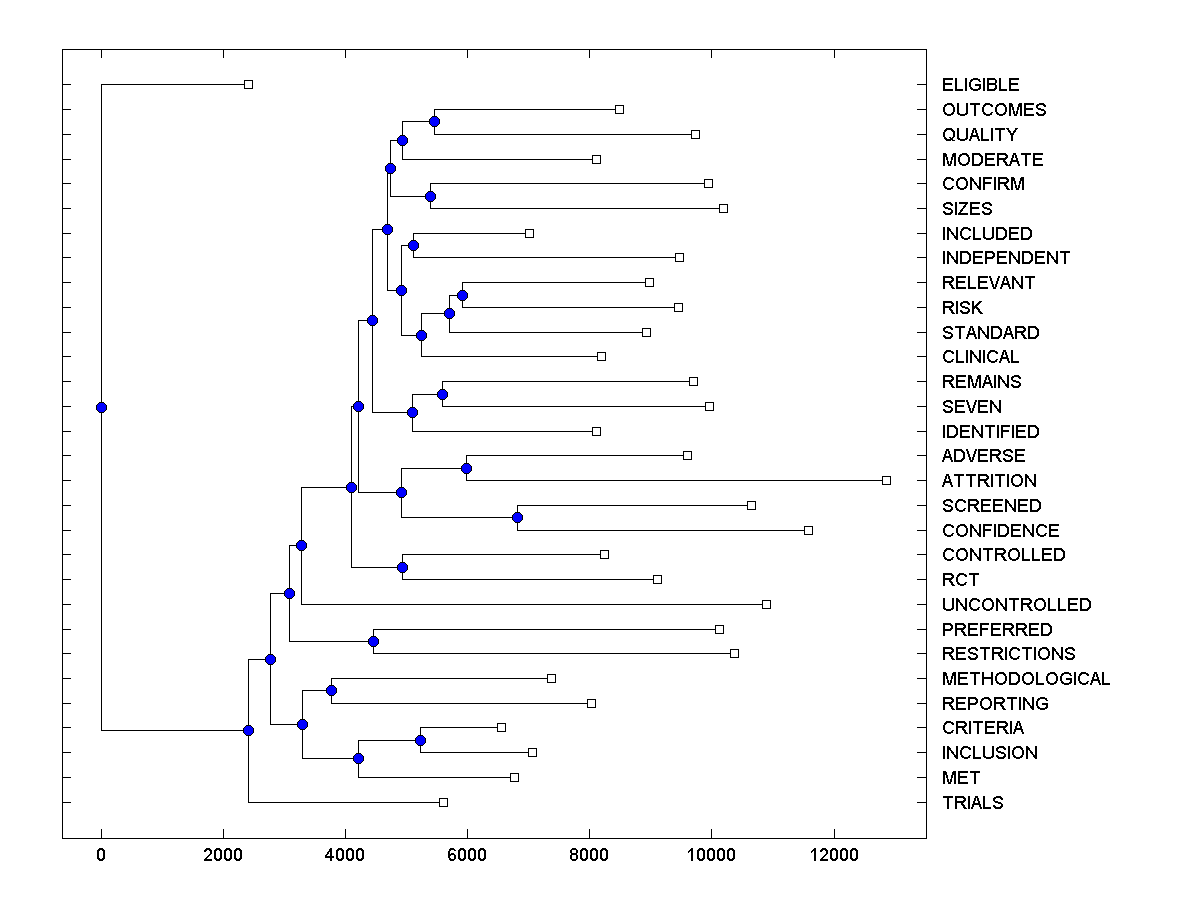 ELIGIBLE
OUTCOMES
QUALITY
MODERATE
CONFIRM
SIZES
INCLUDED
INDEPENDENT
RELEVANT
RISK
STANDARD
CLINICAL
REMAINS
SEVEN
IDENTIFIED
ADVERSE
ATTRITION
SCREENED
CONFIDENCE
CONTROLLED
RCT
UNCONTROLLED
PREFERRED
RESTRICTIONS
METHODOLOGICAL
REPORTING
CRITERIA
INCLUSION
MET
TRIALS
0 2000 4000 6000 8000 10000 12000